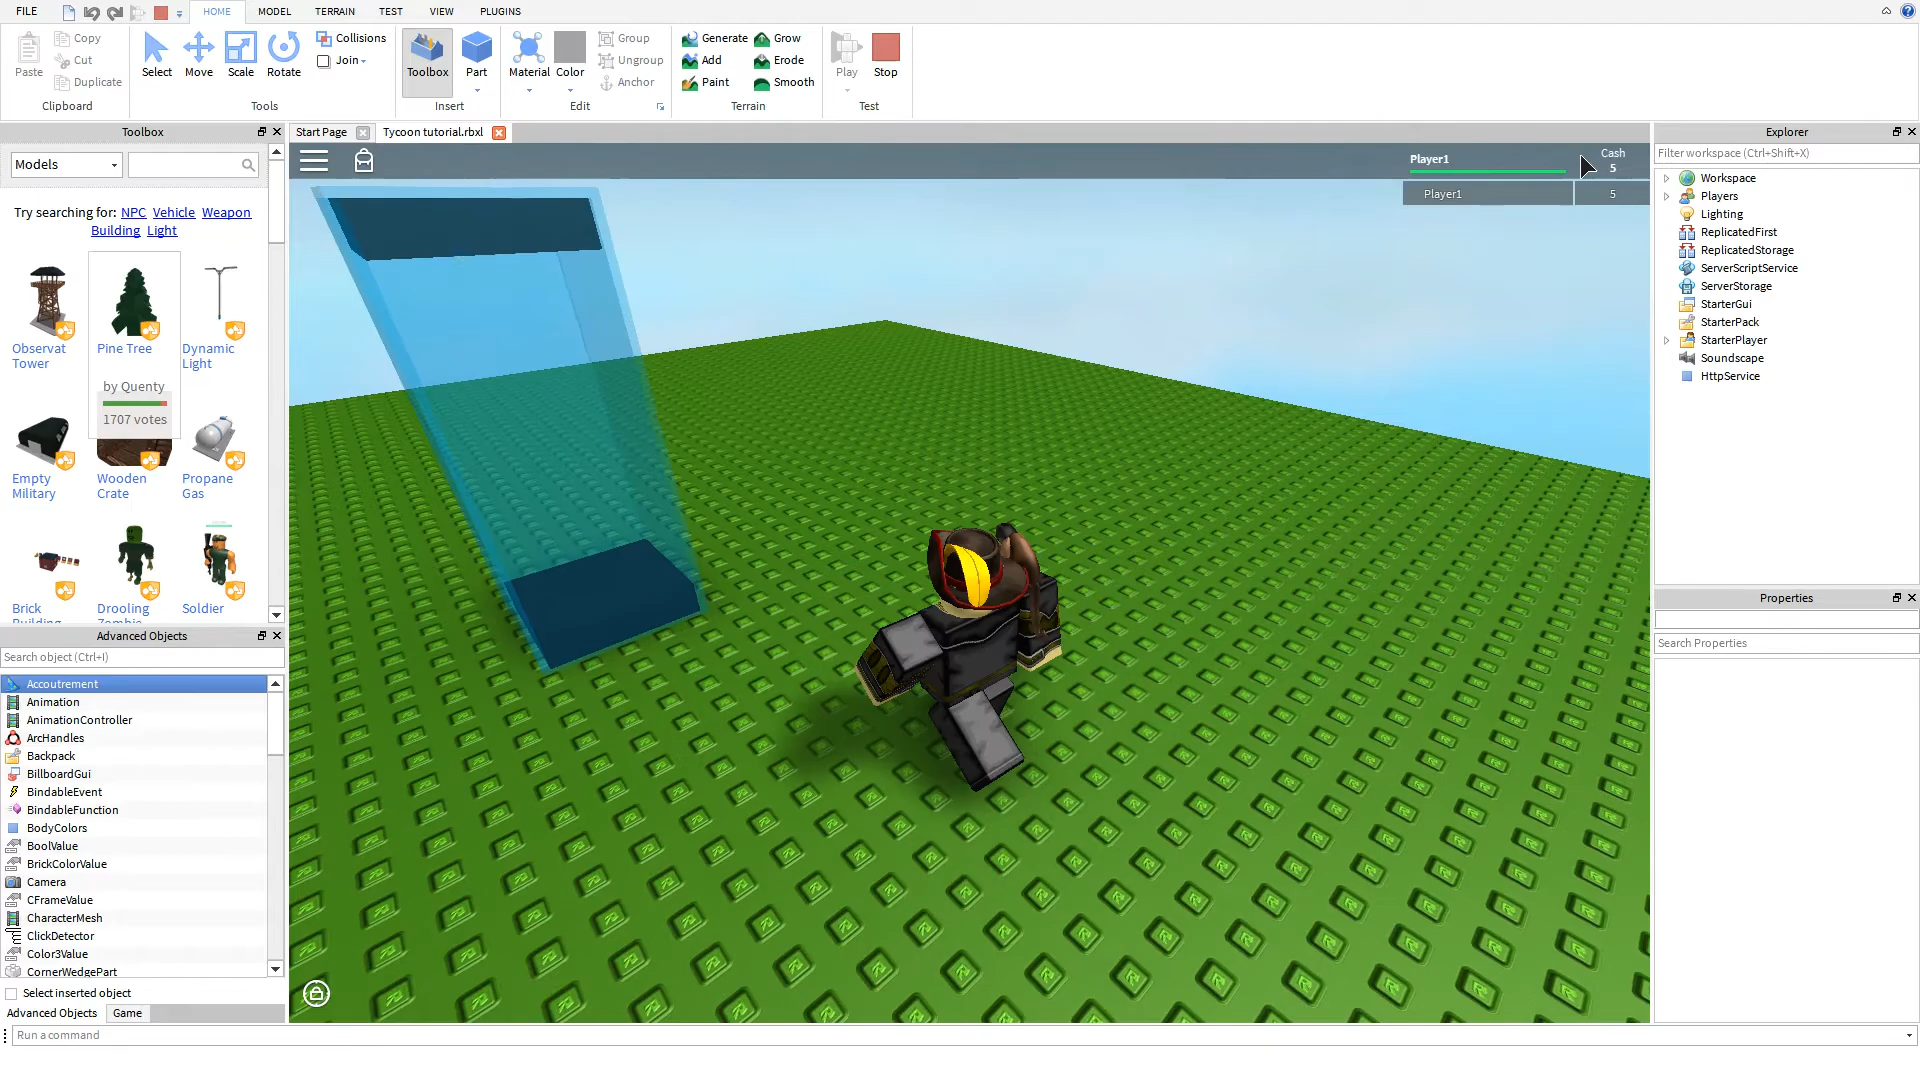 FILE HOME MODEL TERRAIN TEST VIEW PLUGINS
Paste Copy Cut Duplicate Clipboard
Select Move Scale Rotate Collisions Join Tools
Toolbox Part Insert
Material Color Group Ungroup Anchor Edit
Generate Grow Add Erode Paint Smooth Terrain
Play Stop Test
Toolbox
Models
Try searching for: NPC Vehicle Weapon
Building Light
Observat
Tower
Pine Tree
by Quenty
1707 votes
Dynamic
Light
Empty
Military
Wooden
Crate
Propane
Gas
Brick
Building
Drooling
Zombie
Soldier
Advanced Objects
Search object (Ctrl+I)
Accoutrement
Animation
AnimationController
ArcHandles
Backpack
BillboardGui
BindableEvent
BindableFunction
BodyColors
BoolValue
BrickColorValue
Camera
CFrameValue
CharacterMesh
ClickDetector
Color3Value
CornerWedgePart
Select inserted object
Advanced Objects Game
Run a command
Start Page Tycoon tutorial.rbxl
Player1 Cash
5
Player1 5
Explorer
Filter workspace (Ctrl+Shift+X)
Workspace
Players
Lighting
ReplicatedFirst
ReplicatedStorage
ServerScriptService
ServerStorage
StarterGui
StarterPack
StarterPlayer
Soundscape
HttpService
Properties
Search Properties